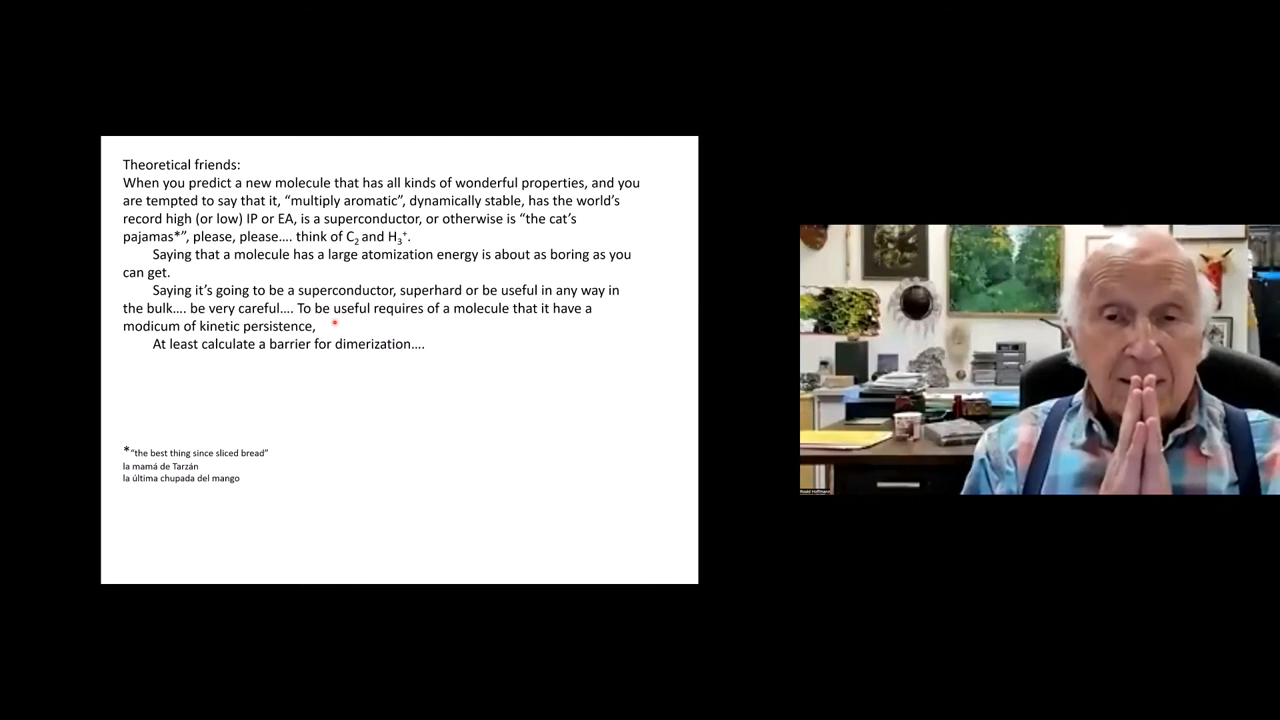 Theoretical friends:
When you predict a new molecule that has all kinds of wonderful properties, and you
are tempted to say that it, “multiply aromatic”, dynamically stable, has the world’s
record high (or low) IP or EA, is a superconductor, or otherwise is “the cat’s
pajamas*”, please, please…. think of C₂ and H₃⁺.
Saying that a molecule has a large atomization energy is about as boring as you
can get.
Saying it’s going to be a superconductor, superhard or be useful in any way in
the bulk…. be very careful…. To be useful requires of a molecule that it have a
modicum of kinetic persistence,
At least calculate a barrier for dimerization….
*“the best thing since sliced bread”
la mamá de Tarzán
la última chupada del mango
Roald Hoffmann